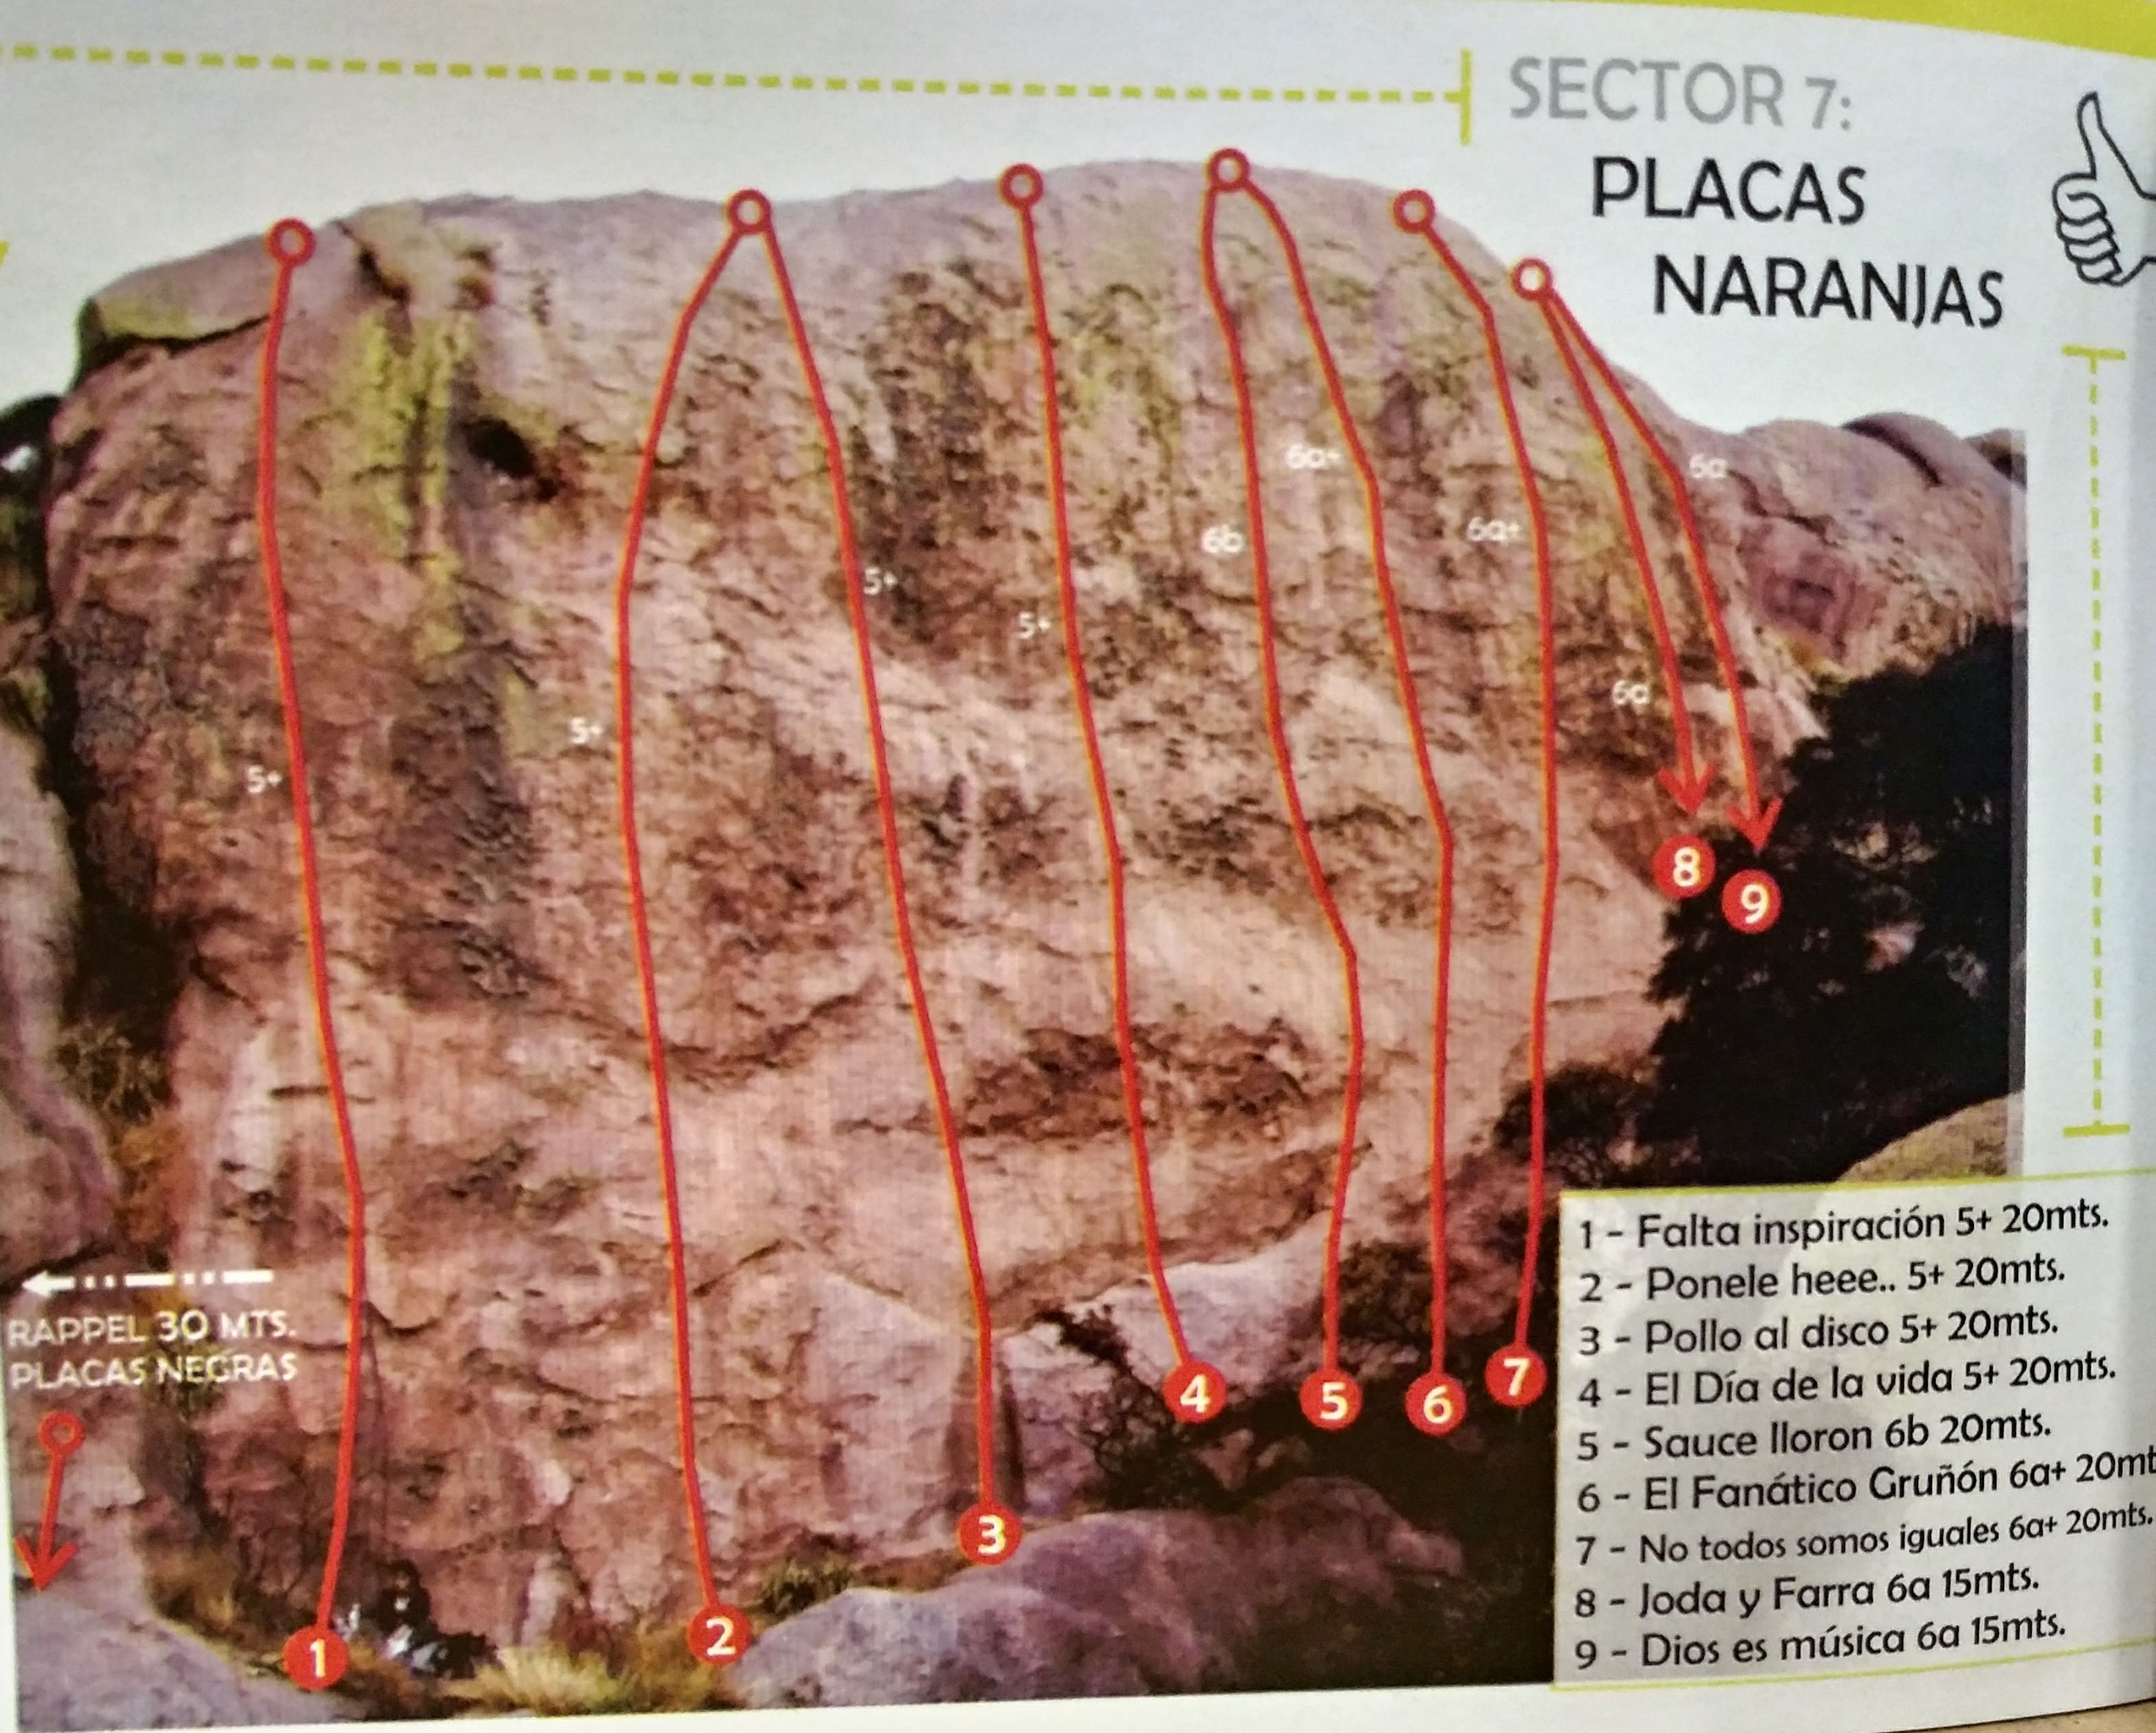 SECTOR 7:
PLACAS
NARANJAS
6a+
6a
6b
6a+
5+
5+
6a
5+
5+
8
9
RAPPEL 30 MTS.
PLACAS NEGRAS
1
2
3
4
5
6
7
1 - Falta inspiración 5+ 20mts.
2 - Ponele heee.. 5+ 20mts.
3 - Pollo al disco 5+ 20mts.
4 - El Día de la vida 5+ 20mts.
5 - Sauce lloron 6b 20mts.
6 - El Fanático Gruñón 6a+ 20mt
7 - No todos somos iguales 6a+ 20mts.
8 - Joda y Farra 6a 15mts.
9 - Dios es música 6a 15mts.